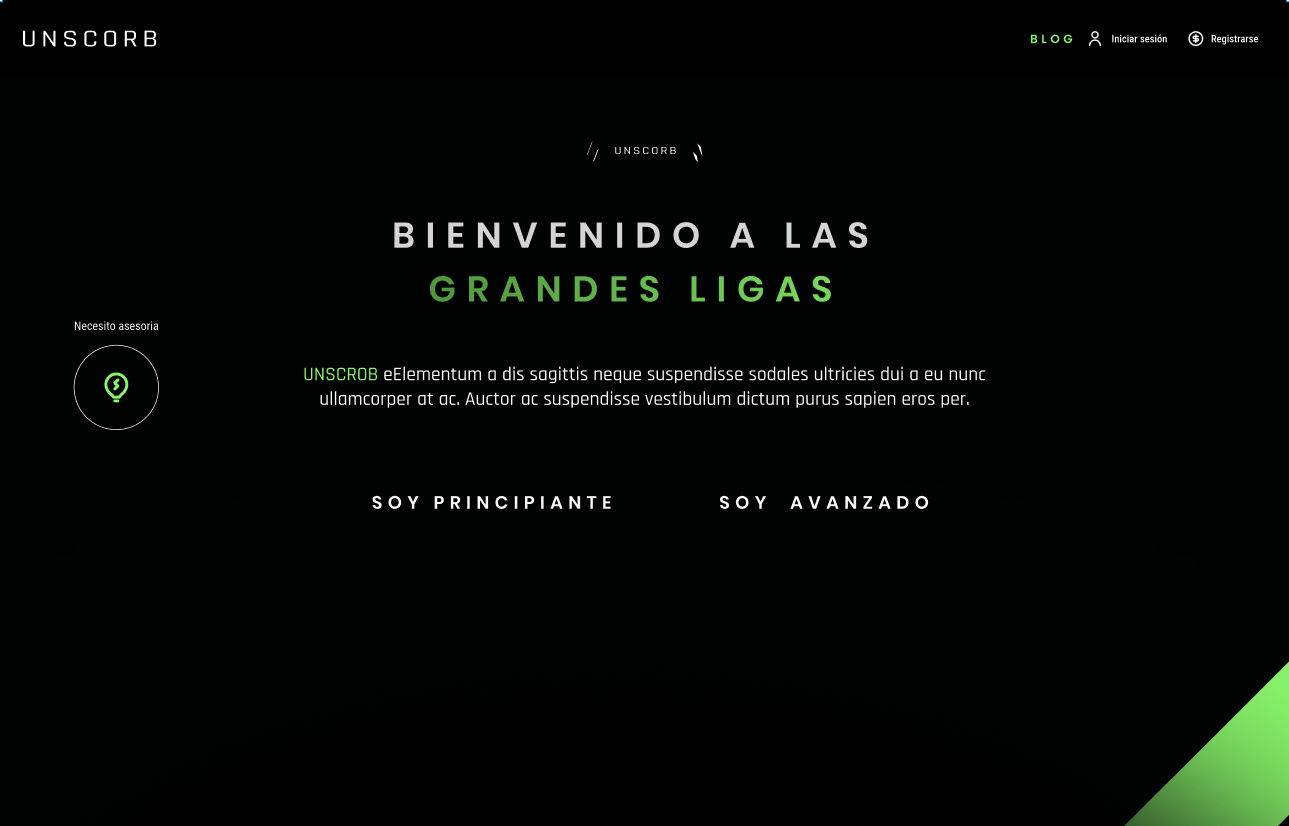 UNSCORB
BLOG
Iniciar sesión
Registrarse
UNSCORB
BIENVENIDO A LAS
GRANDES LIGAS
Necesito asesoria
UNSCROB eElementum a dis sagittis neque suspendisse sodales ultricies dui a eu nunc
ullamcorper at ac. Auctor ac suspendisse vestibulum dictum purus sapien eros per.
SOY PRINCIPIANTE
SOY AVANZADO